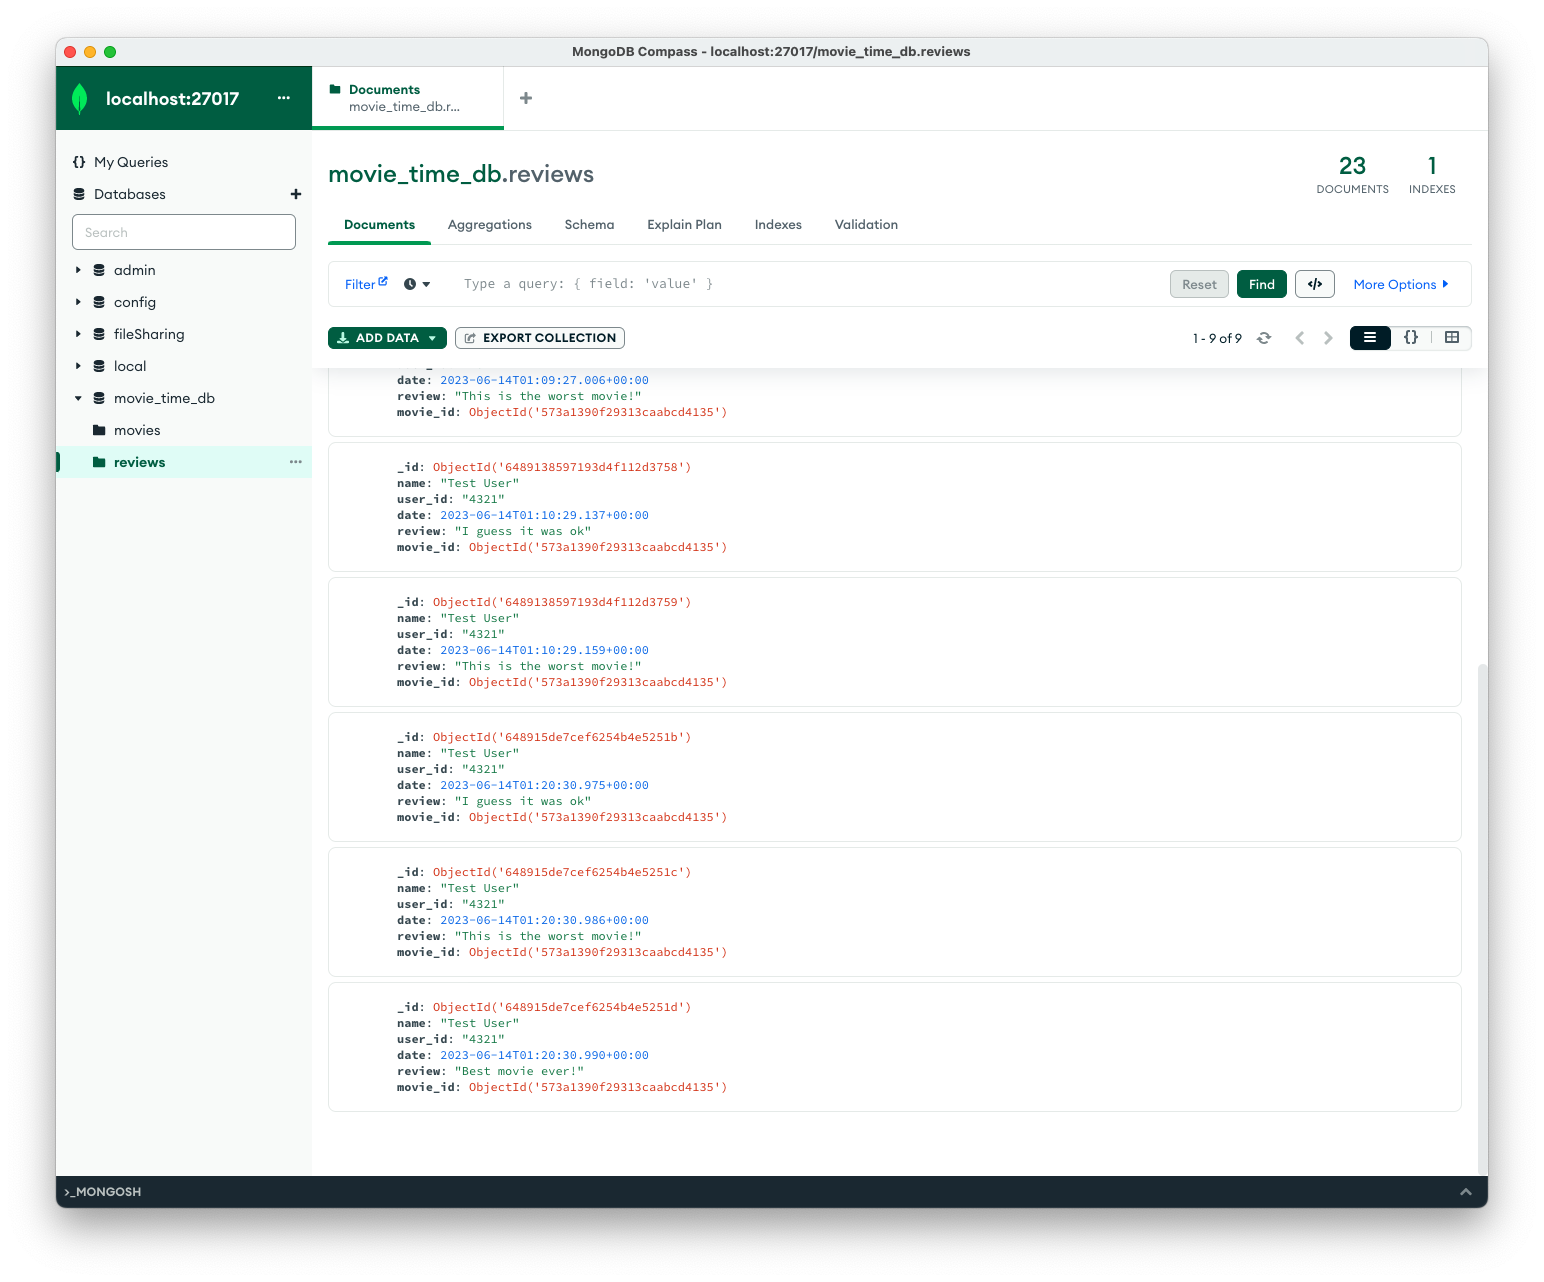 MongoDB Compass - localhost:27017/movie_time_db.reviews
localhost:27017
Documents
movie_time_db.r...
My Queries
Databases
Search
admin
config
fileSharing
local
movie_time_db
movies
reviews
movie_time_db.reviews
23
DOCUMENTS
1
INDEXES
Documents Aggregations Schema Explain Plan Indexes Validation
Filter
Type a query: { field: 'value' }
Reset
Find
</>
More Options
ADD DATA
EXPORT COLLECTION
1 - 9 of 9
{}
date: 2023-06-14T01:09:27.006+00:00
review: "This is the worst movie!"
movie_id: ObjectId('573a1390f29313caabcd4135')
_id: ObjectId('6489138597193d4f112d3758')
name: "Test User"
user_id: "4321"
date: 2023-06-14T01:10:29.137+00:00
review: "I guess it was ok"
movie_id: ObjectId('573a1390f29313caabcd4135')
_id: ObjectId('6489138597193d4f112d3759')
name: "Test User"
user_id: "4321"
date: 2023-06-14T01:10:29.159+00:00
review: "This is the worst movie!"
movie_id: ObjectId('573a1390f29313caabcd4135')
_id: ObjectId('648915de7cef6254b4e5251b')
name: "Test User"
user_id: "4321"
date: 2023-06-14T01:20:30.975+00:00
review: "I guess it was ok"
movie_id: ObjectId('573a1390f29313caabcd4135')
_id: ObjectId('648915de7cef6254b4e5251c')
name: "Test User"
user_id: "4321"
date: 2023-06-14T01:20:30.986+00:00
review: "This is the worst movie!"
movie_id: ObjectId('573a1390f29313caabcd4135')
_id: ObjectId('648915de7cef6254b4e5251d')
name: "Test User"
user_id: "4321"
date: 2023-06-14T01:20:30.990+00:00
review: "Best movie ever!"
movie_id: ObjectId('573a1390f29313caabcd4135')
>_MONGOSH